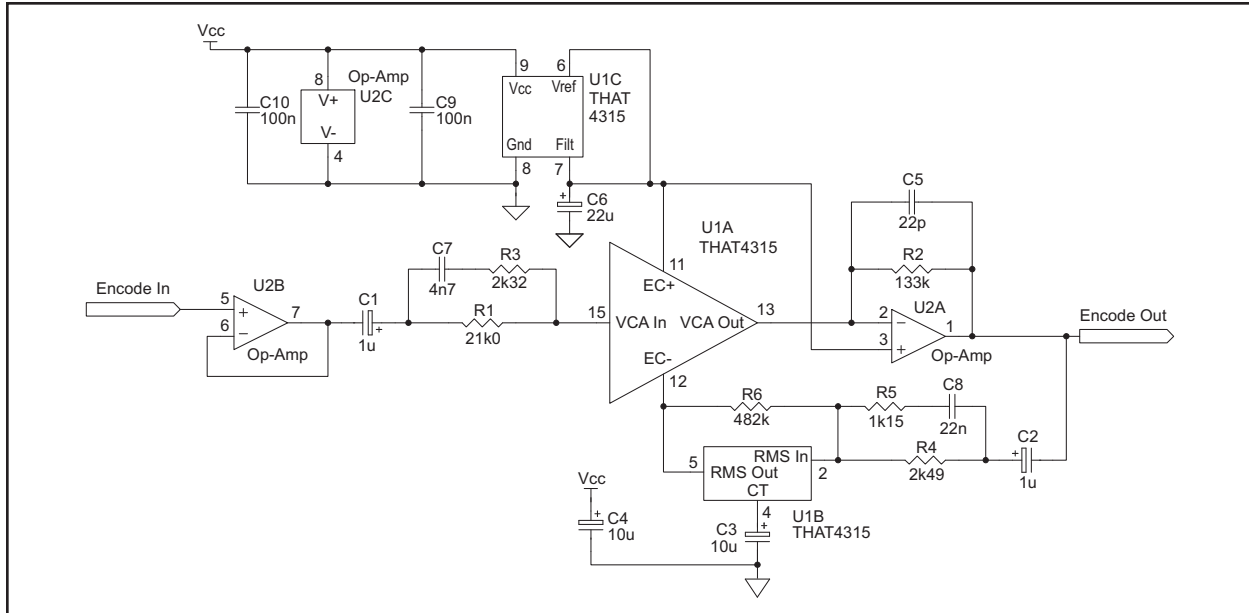 Vcc
C10
100n
8
V+
V-
4
Op-Amp
U2C
C9
100n
9
6
Vcc
Vref
Gnd
Filt
8
7
U1C
THAT
4315
+
C6
22u
Encode In
5
+
6
−
7
U2B
Op-Amp
C1
+
1u
C7
4n7
R3
2k32
R1
21k0
U1A
THAT4315
11
EC+
15
VCA In
VCA Out
13
EC-
12
C5
22p
R2
133k
U2A
2
−
3
+
1
Op-Amp
Encode Out
R6
482k
R5
1k15
C8
22n
R4
2k49
C2
+
1u
5
RMS In
RMS Out
2
CT
4
U1B
THAT4315
C3
+
10u
Vcc
+
C4
10u